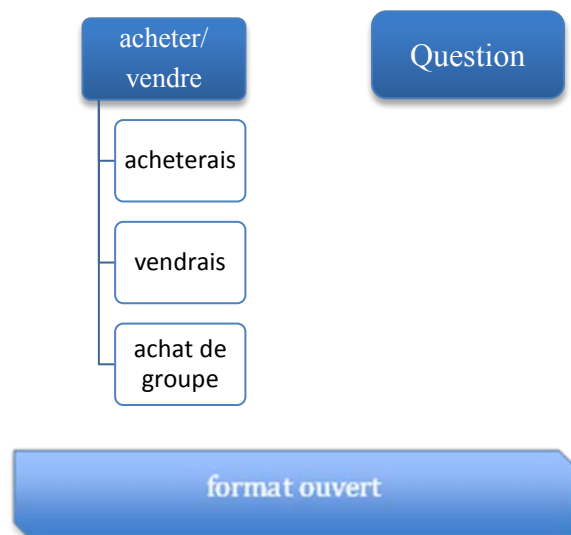 acheter/
vendre
acheterais
vendrais
achat de
groupe
Question
format ouvert